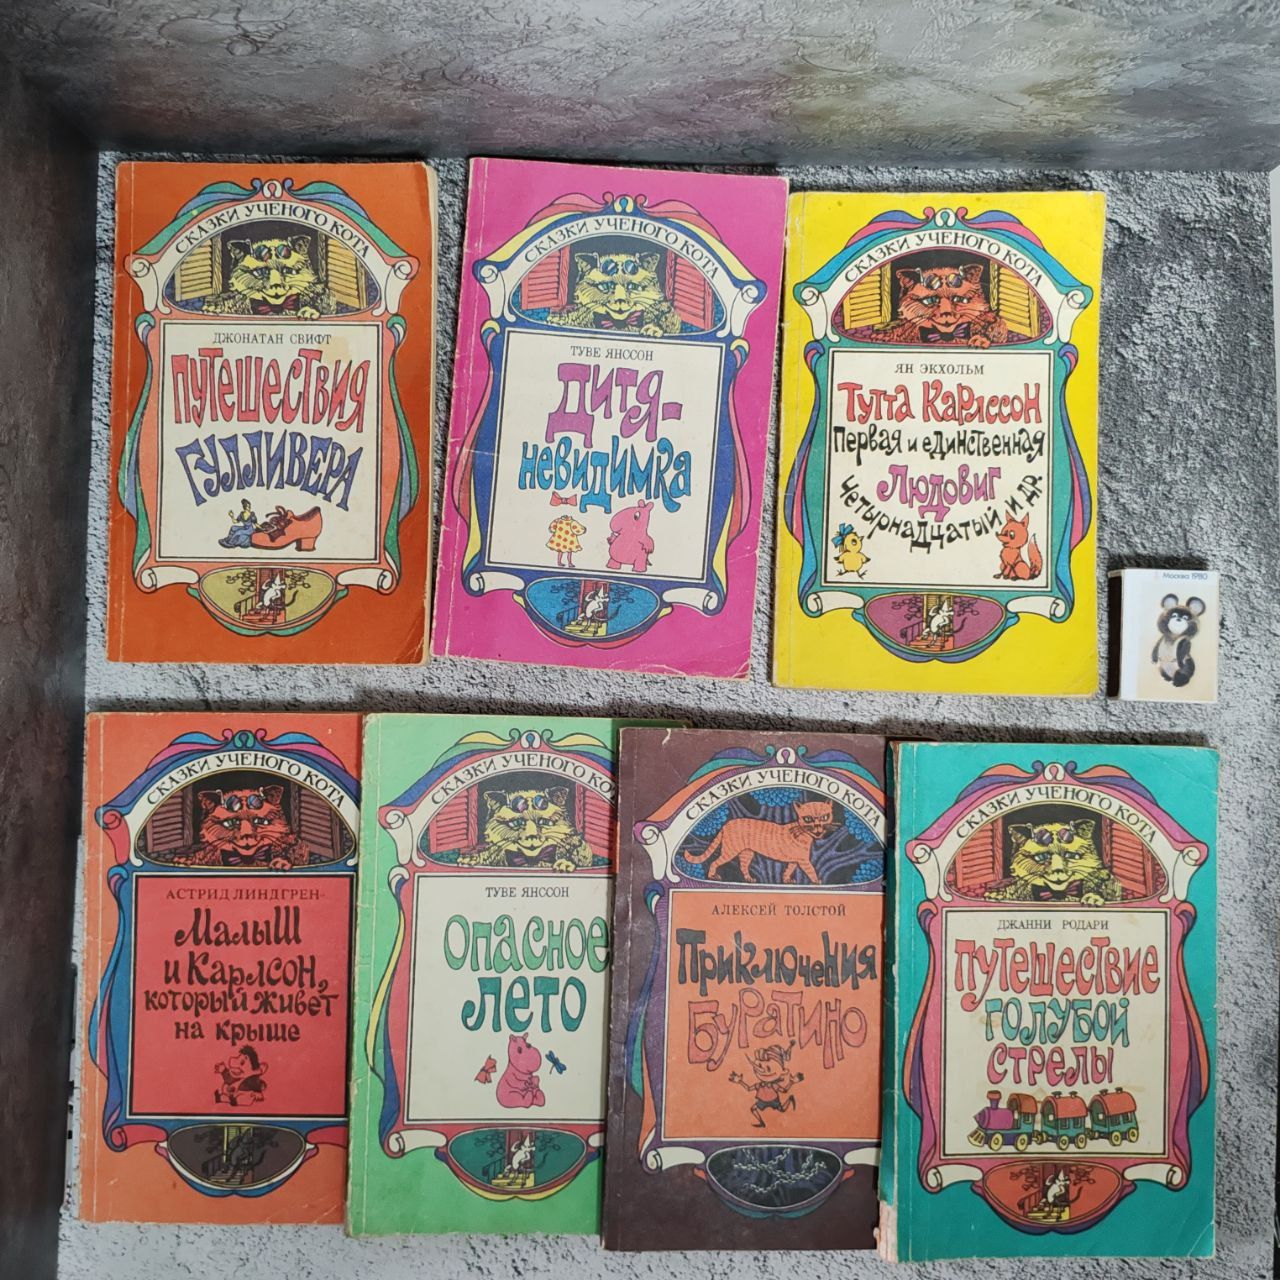 СКАЗКИ УЧЕНОГО КОТА
ДЖОНАТАН СВИФТ
ПУТЕШЕСТВИЯ
ГУЛЛИВЕРА
СКАЗКИ УЧЕНОГО КОТА
ТУВЕ ЯНССОН
ДИТЯ-
НЕВИДИМКА
СКАЗКИ УЧЕНОГО КОТА
ЯН ЭКХОЛЬМ
ТУТТА КАРЛССОН
ПЕРВАЯ И ЕДИНСТВЕННАЯ
ЛЮДОВИГ
ЧЕТЫРНАДЦАТЫЙ И ДР.
Москва 1980
СКАЗКИ УЧЕНОГО КОТА
АСТРИД ЛИНДГРЕН
МАЛЫШ
И КАРЛСОН,
КОТОРЫЙ ЖИВЕТ
НА КРЫШЕ
СКАЗКИ УЧЕНОГО КОТА
ТУВЕ ЯНССОН
ОПАСНОЕ
ЛЕТО
СКАЗКИ УЧЕНОГО КОТА
АЛЕКСЕЙ ТОЛСТОЙ
ПРИКЛЮЧЕНИЯ
БУРАТИНО
СКАЗКИ УЧЕНОГО КОТА
ДЖАННИ РОДАРИ
ПУТЕШЕСТВИЕ
ГОЛУБОЙ
СТРЕЛЫ